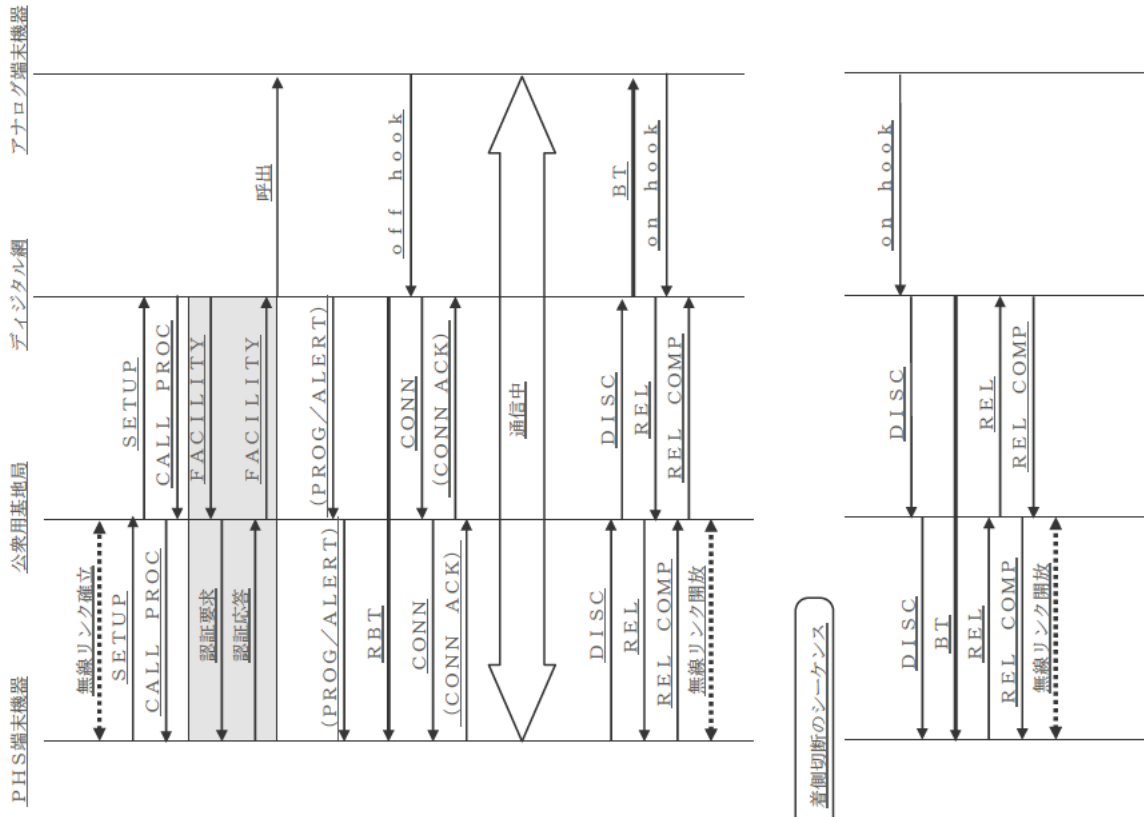 PHS端末機器
公衆用基地局
ディジタル網
アナログ端末機器
無線リンク確立
SETUP
SETUP
CALL PROC
CALL PROC
FACILITY
認証要求
認証応答
FACILITY
呼出
(PROG/ALERT)
(PROG/ALERT)
RBT
off hook
CONN
CONN
(CONN ACK)
(CONN ACK)
通信中
DISC
DISC
BT
REL
REL
on hook
REL COMP
REL COMP
無線リンク開放
着側切断のシーケンス
on hook
DISC
DISC
BT
REL
REL
REL COMP
REL COMP
無線リンク開放